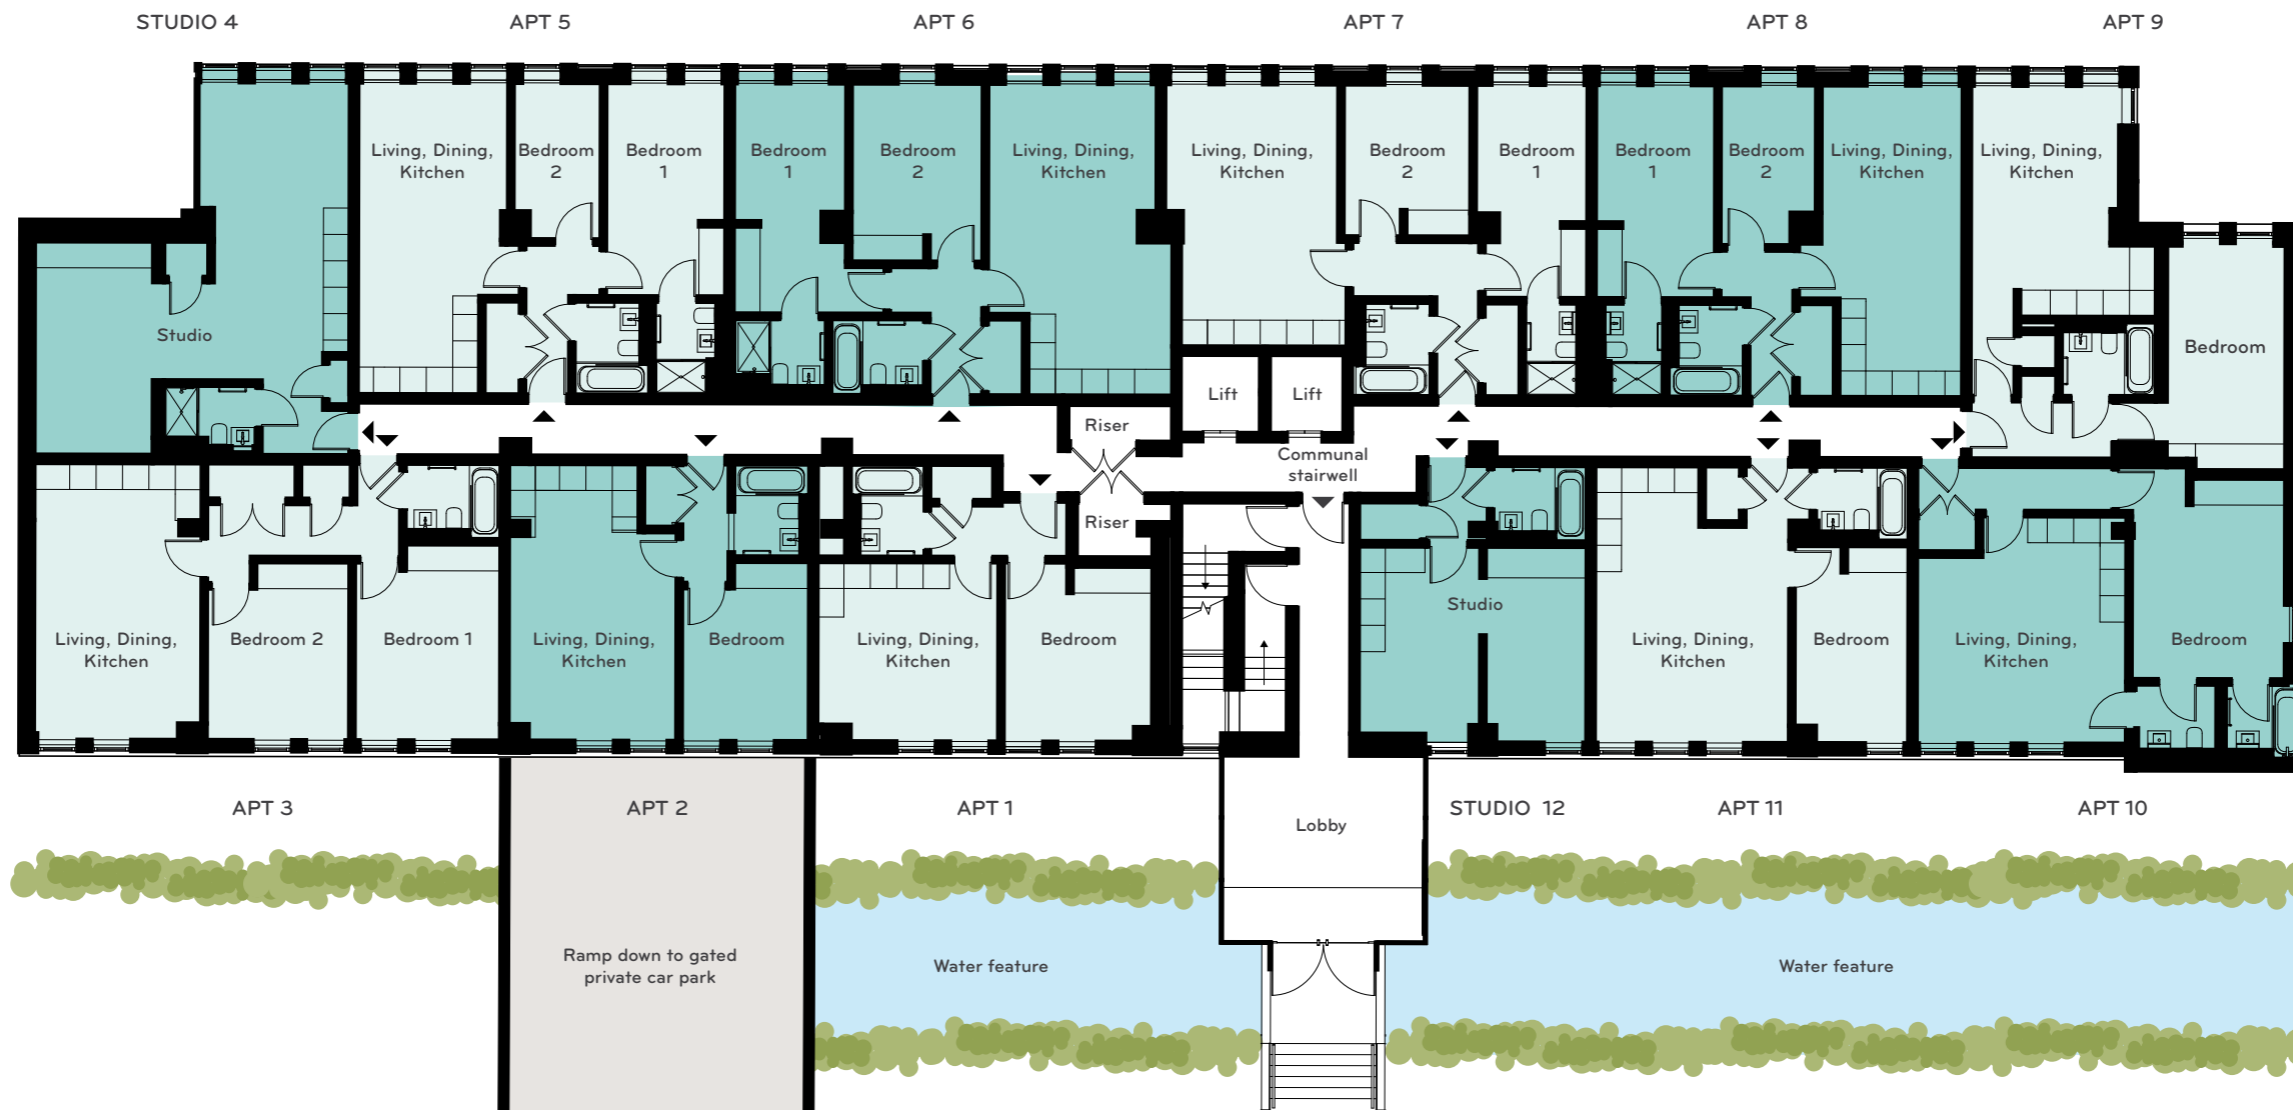 STUDIO 4
APT 5
APT 6
APT 7
APT 8
APT 9
Living, Dining,
Kitchen
Bedroom
2
Bedroom
1
Bedroom
1
Bedroom
2
Living, Dining,
Kitchen
Living, Dining,
Kitchen
Bedroom
2
Bedroom
1
Bedroom
1
Bedroom
2
Living, Dining,
Kitchen
Living, Dining,
Kitchen
Studio
Bedroom
Lift
Lift
Riser
Communal
stairwell
Riser
Studio
Living, Dining,
Kitchen
Bedroom 2
Bedroom 1
Living, Dining,
Kitchen
Bedroom
Living, Dining,
Kitchen
Bedroom
Living, Dining,
Kitchen
Bedroom
Living, Dining,
Kitchen
Bedroom
APT 3
APT 2
APT 1
Lobby
STUDIO 12
APT 11
APT 10
Ramp down to gated
private car park
Water feature
Water feature